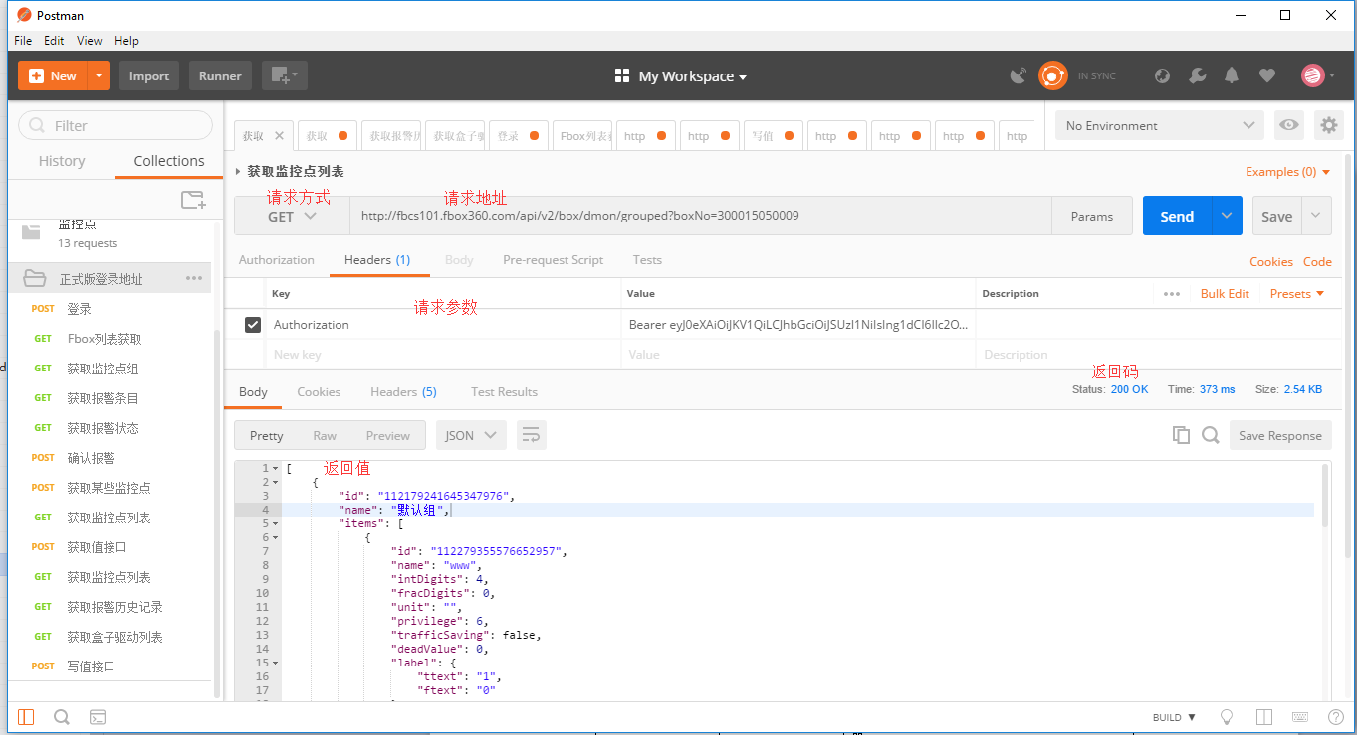 Postman
File Edit View Help
New Import Runner My Workspace IN SYNC
Filter
History Collections
监控点
13 requests
正式版登录地址
POST 登录
GET Fbox列表获取
GET 获取监控点组
GET 获取报警条目
GET 获取报警状态
POST 确认报警
POST 获取某些监控点
GET 获取监控点列表
POST 获取值接口
GET 获取监控点列表
GET 获取报警历史记录
GET 获取盒子驱动列表
POST 写值接口
获取 获取 获取报警历 获取盒子驱 登录 Fbox列表 http http 写值 http http http http
No Environment
获取监控点列表
Examples (0)
请求方式 请求地址
GET http://fbcs101.fbox360.com/api/v2/box/dmon/grouped?boxNo=300015050009 Params Send Save
Authorization Headers (1) Body Pre-request Script Tests Cookies Code
Key Value Description Bulk Edit Presets
请求参数
Authorization
New key Value Description
返回码
Body Cookies Headers (5) Test Results Status: 200 OK Time: 373 ms Size: 2.54 KB
Pretty Raw Preview JSON Save Response
返回值
1 [
2 {
3 "id": "112179241645347976",
4 "name": "默认组",
5 "items": [
6 {
7 "id": "112279355576652957",
8 "name": "www",
9 "intDigits": 4,
10 "fracDigits": 0,
11 "unit": "",
12 "privilege": 6,
13 "trafficSaving": false,
14 "deadValue": 0,
15 "label": {
16 "ttext": "1",
17 "ftext": "0"
BUILD